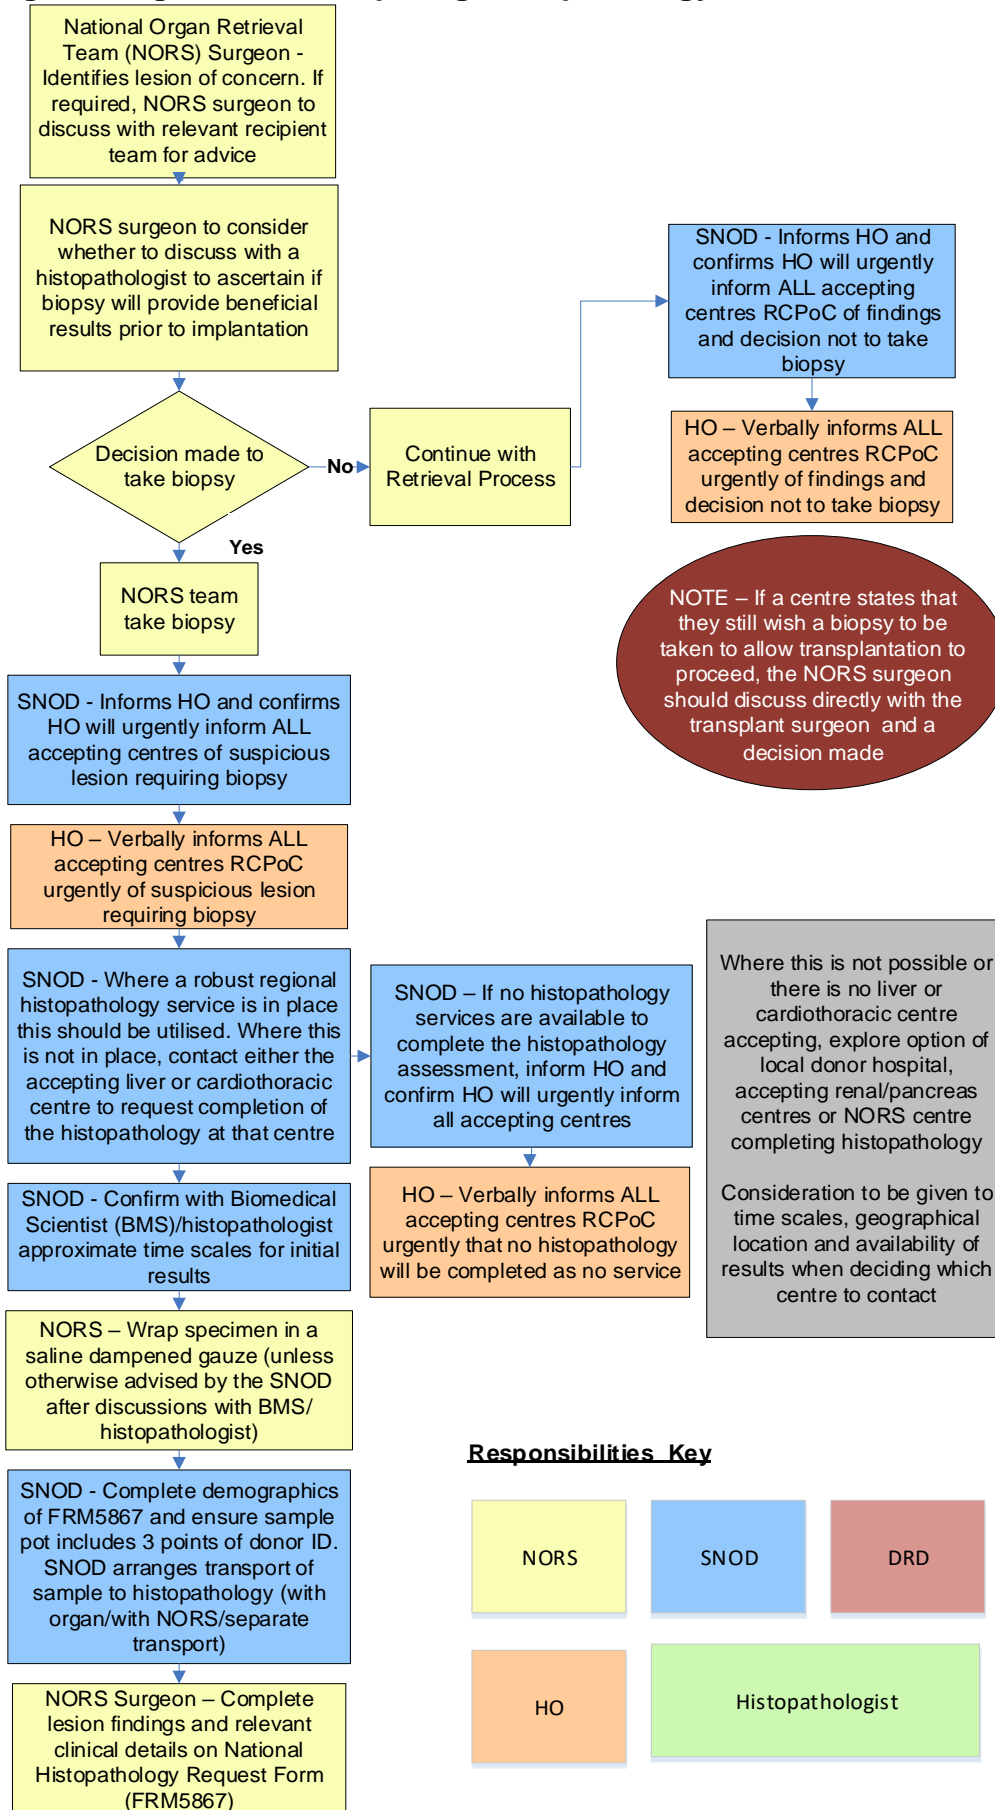 National Organ Retrieval
Team (NORS) Surgeon -
Identifies lesion of concern. If
required, NORS surgeon to
discuss with relevant recipient
team for advice
NORS surgeon to consider
whether to discuss with a
histopathologist to ascertain if
biopsy will provide beneficial
results prior to implantation
Decision made to
take biopsy
No
Continue with
Retrieval Process
SNOD - Informs HO and
confirms HO will urgently
inform ALL accepting
centres RCPoC of findings
and decision not to take
biopsy
HO – Verbally informs ALL
accepting centres RCPoC
urgently of findings and
decision not to take biopsy
NOTE – If a centre states that
they still wish a biopsy to be
taken to allow transplantation to
proceed, the NORS surgeon
should discuss directly with the
transplant surgeon and a
decision made
Yes
NORS team
take biopsy
SNOD - Informs HO and confirms
HO will urgently inform ALL
accepting centres of suspicious
lesion requiring biopsy
HO – Verbally informs ALL
accepting centres RCPoC
urgently of suspicious lesion
requiring biopsy
SNOD - Where a robust regional
histopathology service is in place
this should be utilised. Where this
is not in place, contact either the
accepting liver or cardiothoracic
centre to request completion of
the histopathology at that centre
SNOD – If no histopathology
services are available to
complete the histopathology
assessment, inform HO and
confirm HO will urgently inform
all accepting centres
HO – Verbally informs ALL
accepting centres RCPoC
urgently that no histopathology
will be completed as no service
Where this is not possible or
there is no liver or
cardiothoracic centre
accepting, explore option of
local donor hospital,
accepting renal/pancreas
centres or NORS centre
completing histopathology
Consideration to be given to
time scales, geographical
location and availability of
results when deciding which
centre to contact
SNOD - Confirm with Biomedical
Scientist (BMS)/histopathologist
approximate time scales for initial
results
NORS – Wrap specimen in a
saline dampened gauze (unless
otherwise advised by the SNOD
after discussions with BMS/
histopathologist)
SNOD - Complete demographics
of FRM5867 and ensure sample
pot includes 3 points of donor ID.
SNOD arranges transport of
sample to histopathology (with
organ/with NORS/separate
transport)
NORS Surgeon – Complete
lesion findings and relevant
clinical details on National
Histopathology Request Form
(FRM5867)
Responsibilities Key
NORS
SNOD
DRD
HO
Histopathologist